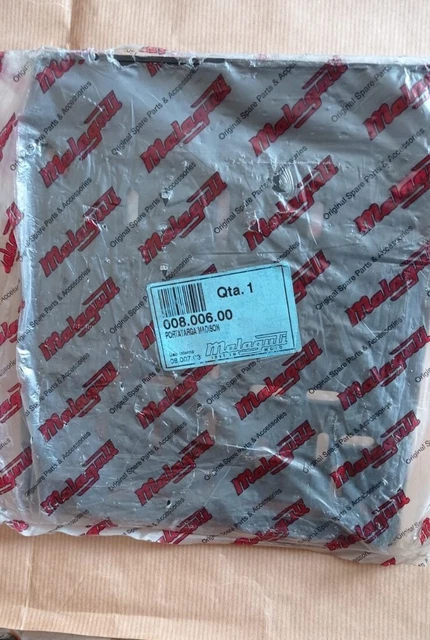 Malaguti
Original Spare Parts & Accessories
Qta. 1
008.006.00
PORTATARGA MADISON
Malaguti